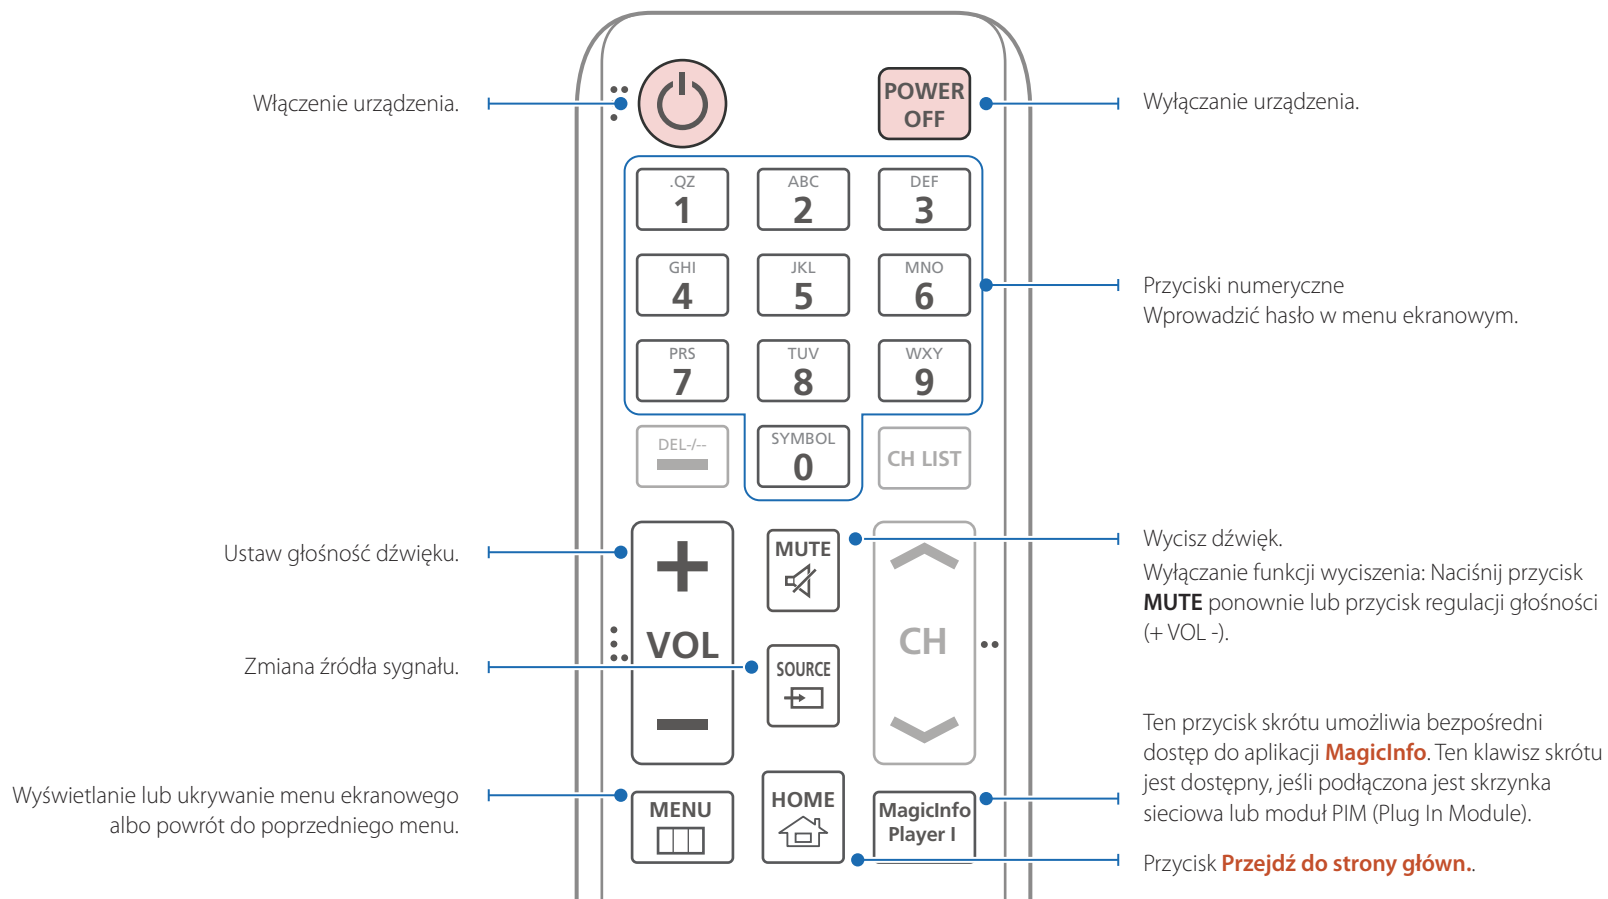 Włączenie urządzenia.
POWER
OFF
Wyłączanie urządzenia.
.QZ
1
ABC
2
DEF
3
GHI
4
JKL
5
MNO
6
Przyciski numeryczne
Wprowadzić hasło w menu ekranowym.
PRS
7
TUV
8
WXY
9
DEL-/--
SYMBOL
0
CH LIST
Ustaw głośność dźwięku.
VOL
MUTE
CH
Wycisz dźwięk.
Wyłączanie funkcji wyciszenia: Naciśnij przycisk
MUTE ponownie lub przycisk regulacji głośności
(+ VOL -).
Zmiana źródła sygnału.
SOURCE
Ten przycisk skrótu umożliwia bezpośredni
dostęp do aplikacji MagicInfo. Ten klawisz skrótu
jest dostępny, jeśli podłączona jest skrzynka
sieciowa lub moduł PIM (Plug In Module).
Wyświetlanie lub ukrywanie menu ekranowego
albo powrót do poprzedniego menu.
MENU
HOME
MagicInfo
Player I
Przycisk Przejdź do strony główn..